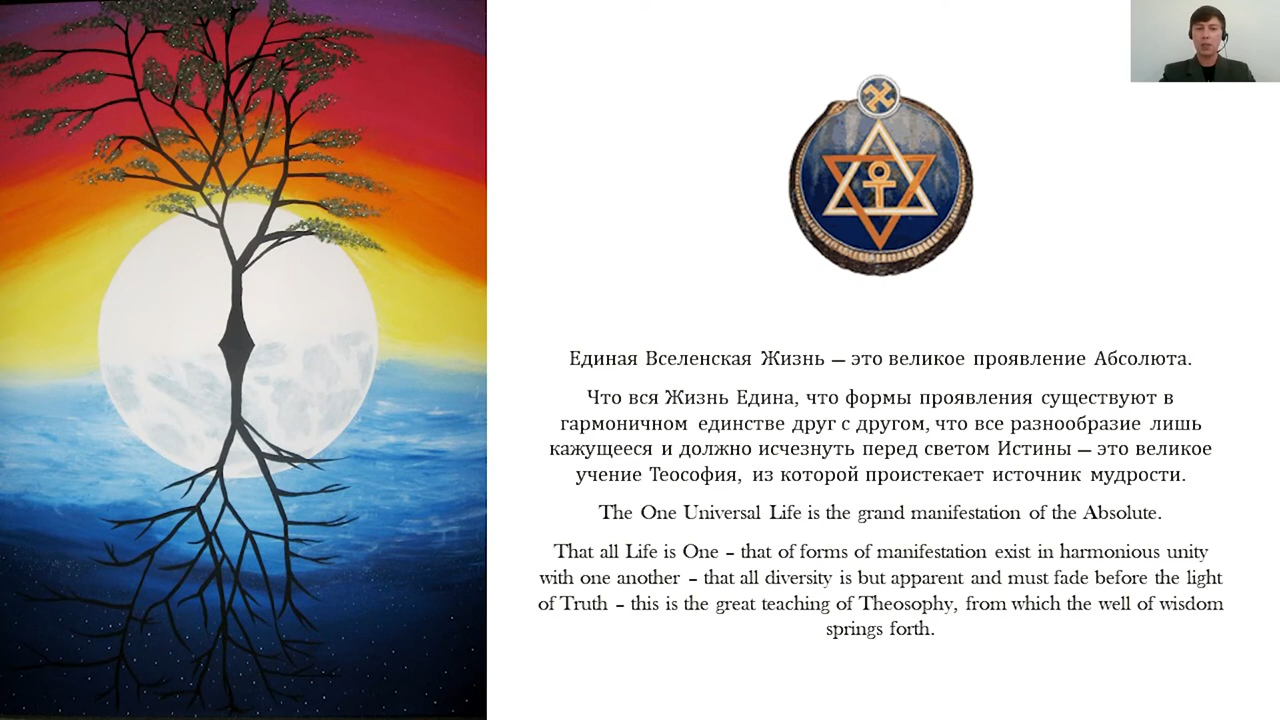 Единая Вселенская Жизнь — это великое проявление Абсолюта.
Что вся Жизнь Едина, что формы проявления существуют в
гармоничном единстве друг с другом, что все разнообразие лишь
кажущееся и должно исчезнуть перед светом Истины — это великое
учение Теософия, из которой проистекает источник мудрости.
The One Universal Life is the grand manifestation of the Absolute.
That all Life is One – that of forms of manifestation exist in harmonious unity
with one another – that all diversity is but apparent and must fade before the light
of Truth – this is the great teaching of Theosophy, from which the well of wisdom
springs forth.